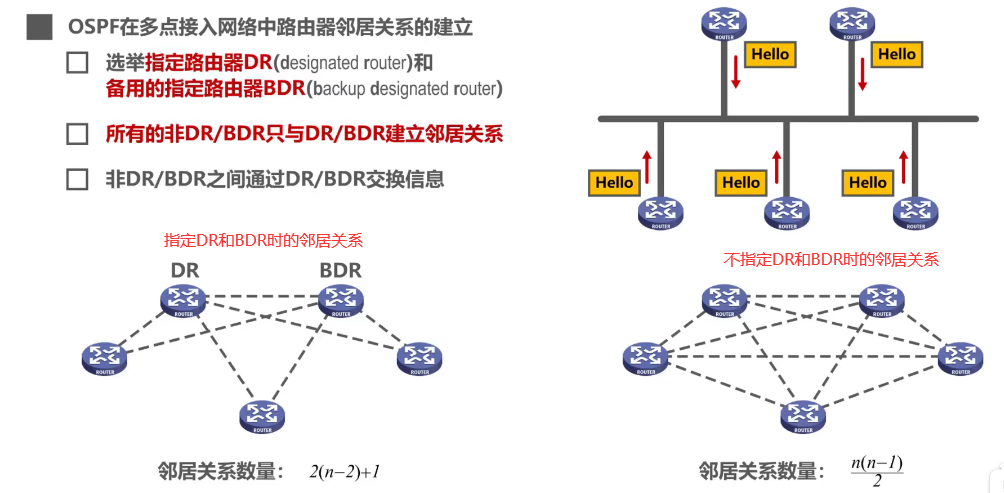 OSPF在多点接入网络中路由器邻居关系的建立
选举指定路由器DR(designated router)和
备用的指定路由器BDR(backup designated router)
所有的非DR/BDR只与DR/BDR建立邻居关系
非DR/BDR之间通过DR/BDR交换信息
ROUTER
ROUTER
Hello
Hello
Hello
Hello
Hello
ROUTER
ROUTER
ROUTER
指定DR和BDR时的邻居关系
DR
BDR
ROUTER
ROUTER
ROUTER
ROUTER
ROUTER
邻居关系数量： 2(n−2)+1
不指定DR和BDR时的邻居关系
ROUTER
ROUTER
ROUTER
ROUTER
ROUTER
邻居关系数量： n(n−1)
2